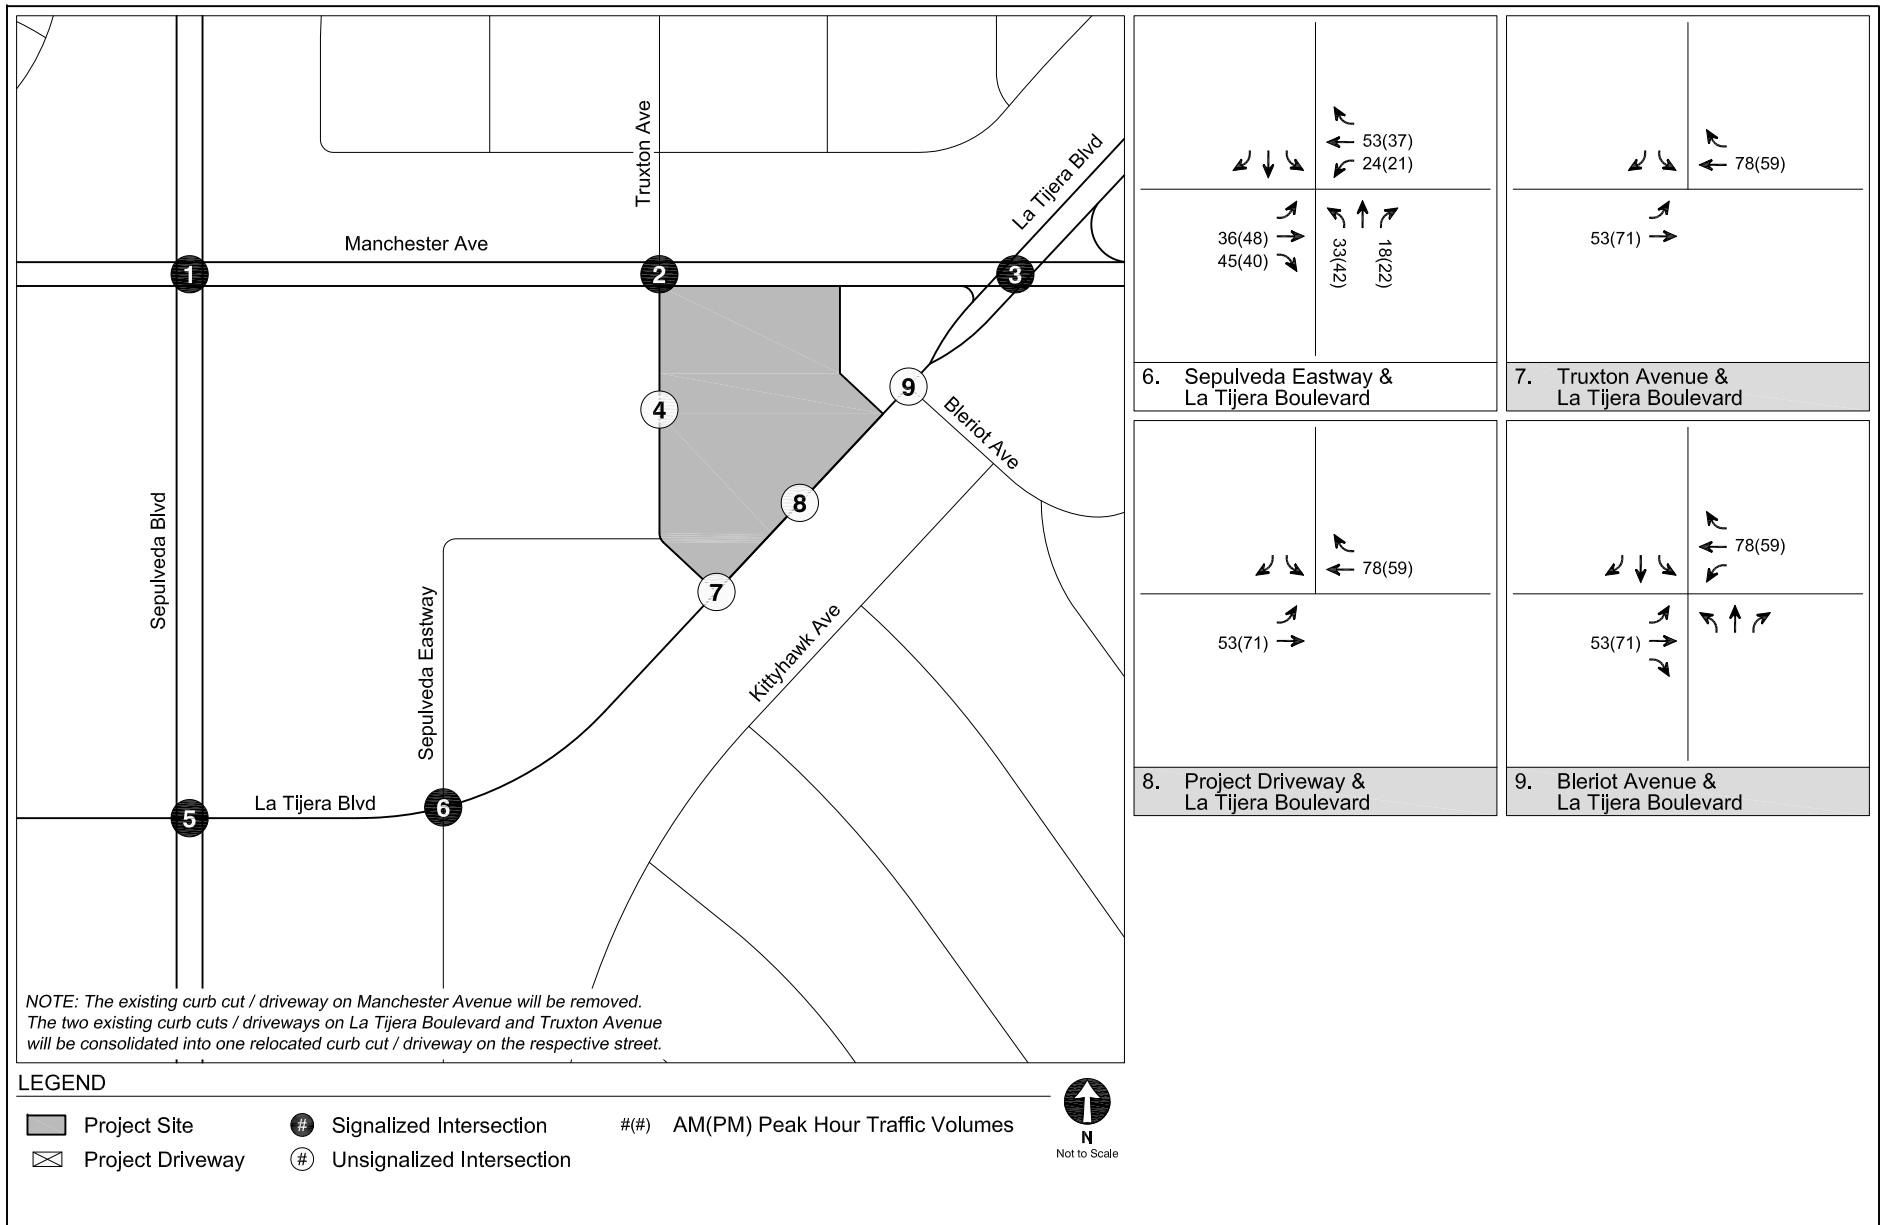 Truxton Ave
La Tijera Blvd
Manchester Ave
1
2
3
4
9
Bleriot Ave
8
Sepulveda Blvd
7
Sepulveda Eastway
Kittyhawk Ave
La Tijera Blvd
5
6
NOTE: The existing curb cut / driveway on Manchester Avenue will be removed.
The two existing curb cuts / driveways on La Tijera Boulevard and Truxton Avenue
will be consolidated into one relocated curb cut / driveway on the respective street.
53(37)
24(21)
36(48)
45(40)
33(42)
18(22)
6. Sepulveda Eastway &
La Tijera Boulevard
78(59)
53(71)
7. Truxton Avenue &
La Tijera Boulevard
78(59)
53(71)
8. Project Driveway &
La Tijera Boulevard
78(59)
53(71)
9. Bleriot Avenue &
La Tijera Boulevard
LEGEND
Project Site
# Signalized Intersection
#(#) AM(PM) Peak Hour Traffic Volumes
Project Driveway
# Unsignalized Intersection
N
Not to Scale